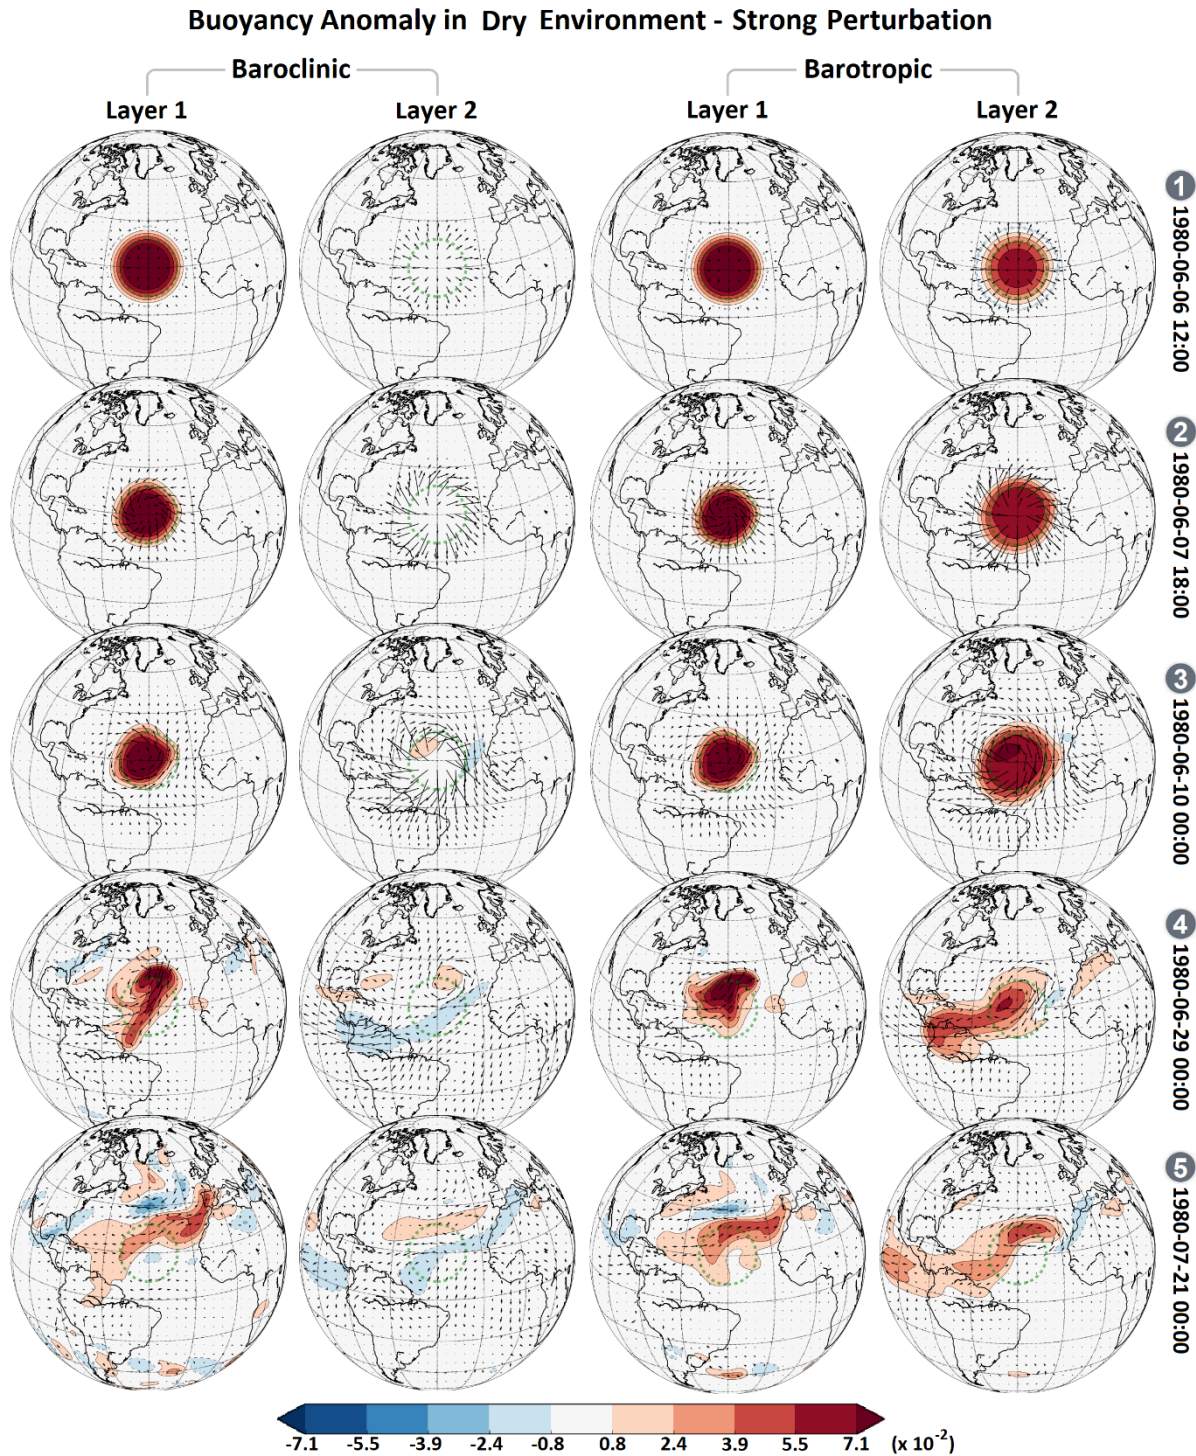 Buoyancy Anomaly in Dry Environment - Strong Perturbation
Baroclinic
Barotropic
Layer 1
Layer 2
Layer 1
Layer 2
1 1980-06-06 12:00
2 1980-06-07 18:00
3 1980-06-10 00:00
4 1980-06-29 00:00
5 1980-07-21 00:00
-7.1 -5.5 -3.9 -2.4 -0.8 0.8 2.4 3.9 5.5 7.1 (x 10⁻²)